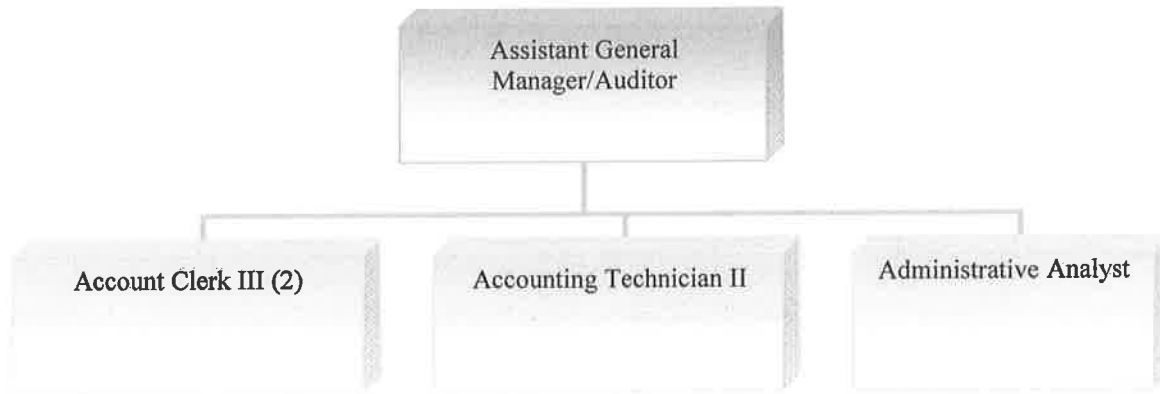 Assistant General
Manager/Auditor
Account Clerk III (2)
Accounting Technician II
Administrative Analyst